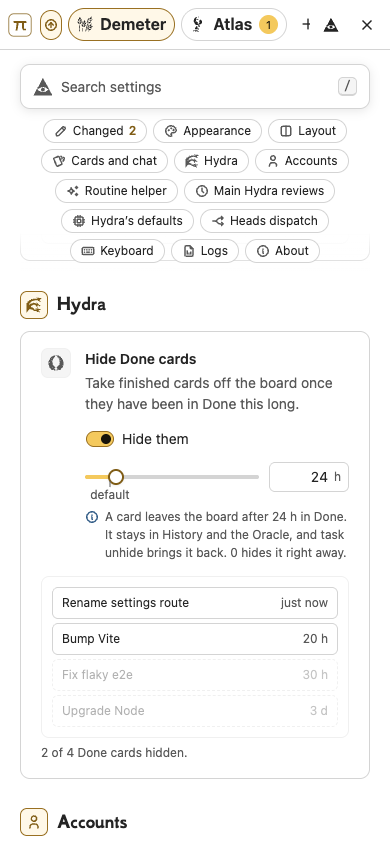 π Demeter Atlas 1
Search settings /
Changed 2 Appearance Layout
Cards and chat Hydra Accounts
Routine helper Main Hydra reviews
Hydra's defaults Heads dispatch
Keyboard Logs About
Hydra
Hide Done cards
Take finished cards off the board once
they have been in Done this long.
Hide them
24 h
default
A card leaves the board after 24 h in Done.
It stays in History and the Oracle, and task
unhide brings it back. 0 hides it right away.
Rename settings route just now
Bump Vite 20 h
Fix flaky e2e 30 h
Upgrade Node 3 d
2 of 4 Done cards hidden.
Accounts